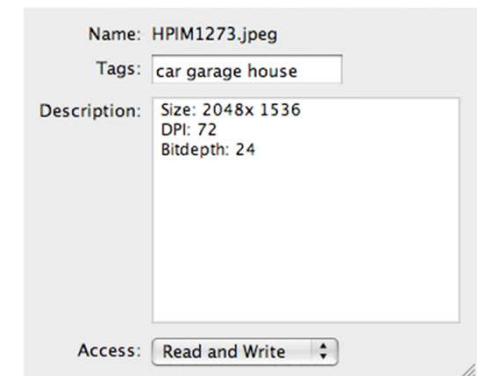 Name: HPIM1273.jpeg
Tags: car garage house
Description: Size: 2048x 1536
DPI: 72
Bitdepth: 24
Access: Read and Write